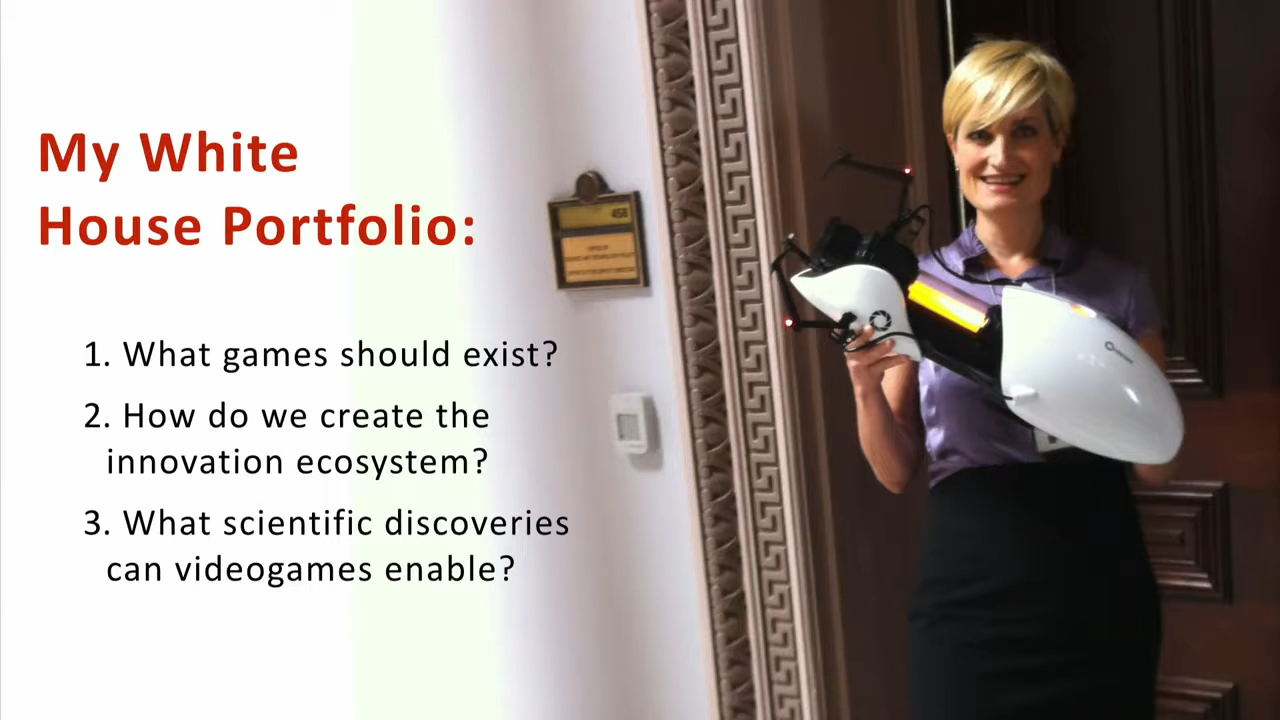 My White
House Portfolio:
1. What games should exist?
2. How do we create the
innovation ecosystem?
3. What scientific discoveries
can videogames enable?
458